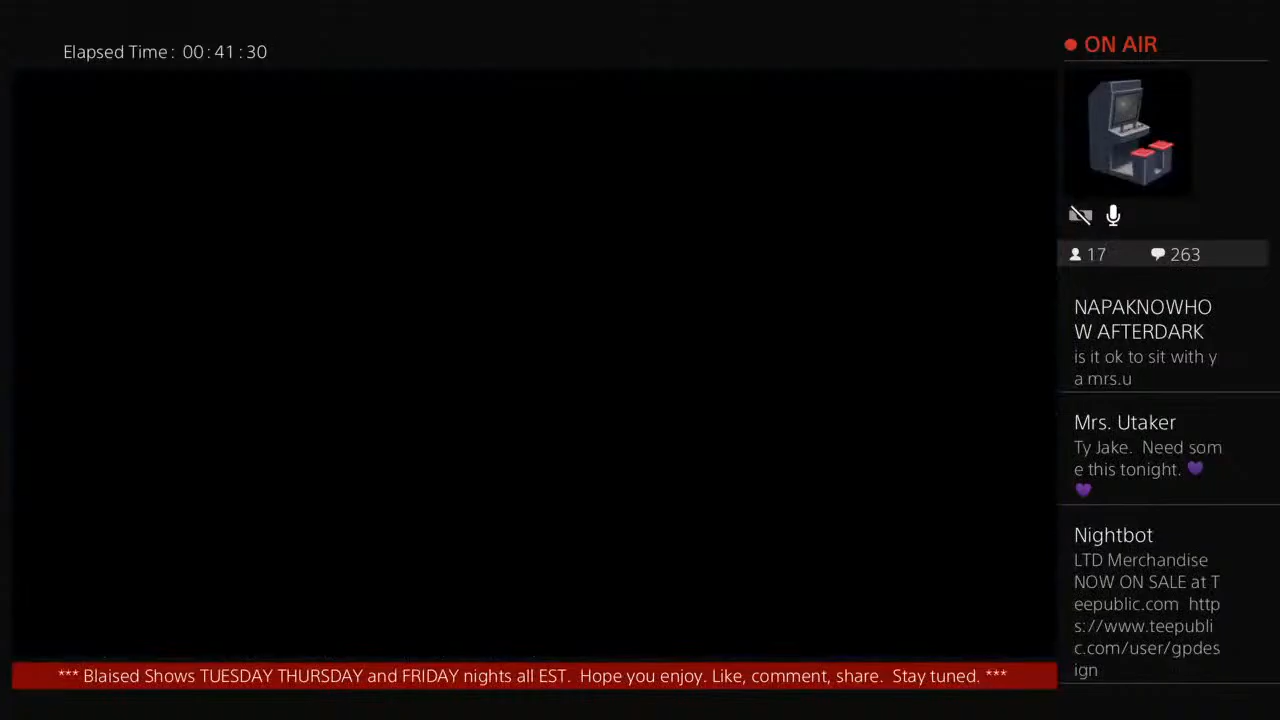 Elapsed Time: 00:41:30
ON AIR
17 263
NAPAKNOWHO
W AFTERDARK
is it ok to sit with y
a mrs.u
Mrs. Utaker
Ty Jake.  Need som
e this tonight. 💜
💜
Nightbot
LTD Merchandise
NOW ON SALE at T
eepublic.com  http
s://www.teepubli
c.com/user/gpdes
ign
*** Blaised Shows TUESDAY THURSDAY and FRIDAY nights all EST.  Hope you enjoy. Like, comment, share.  Stay tuned. ***